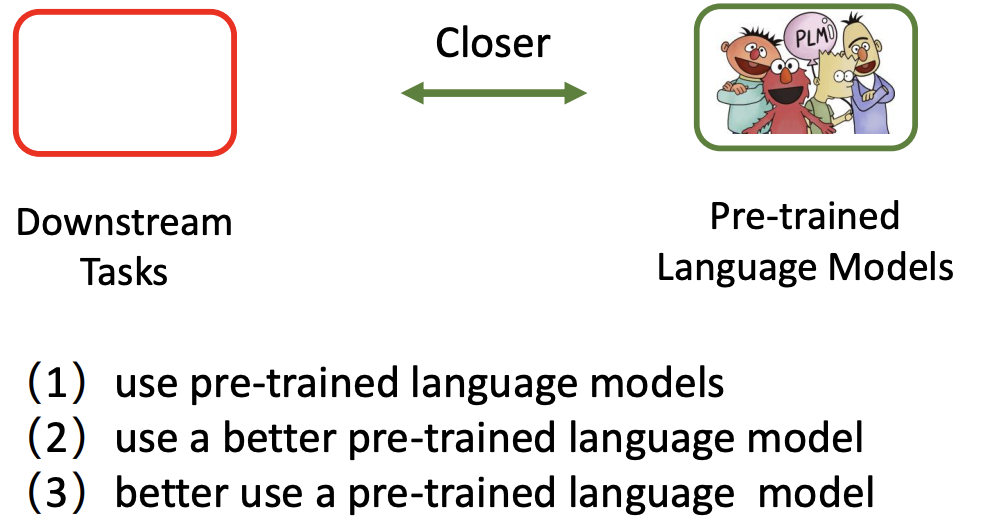 Closer
PLM
Downstream
Tasks
Pre-trained
Language Models
(1) use pre-trained language models
(2) use a better pre-trained language model
(3) better use a pre-trained language model